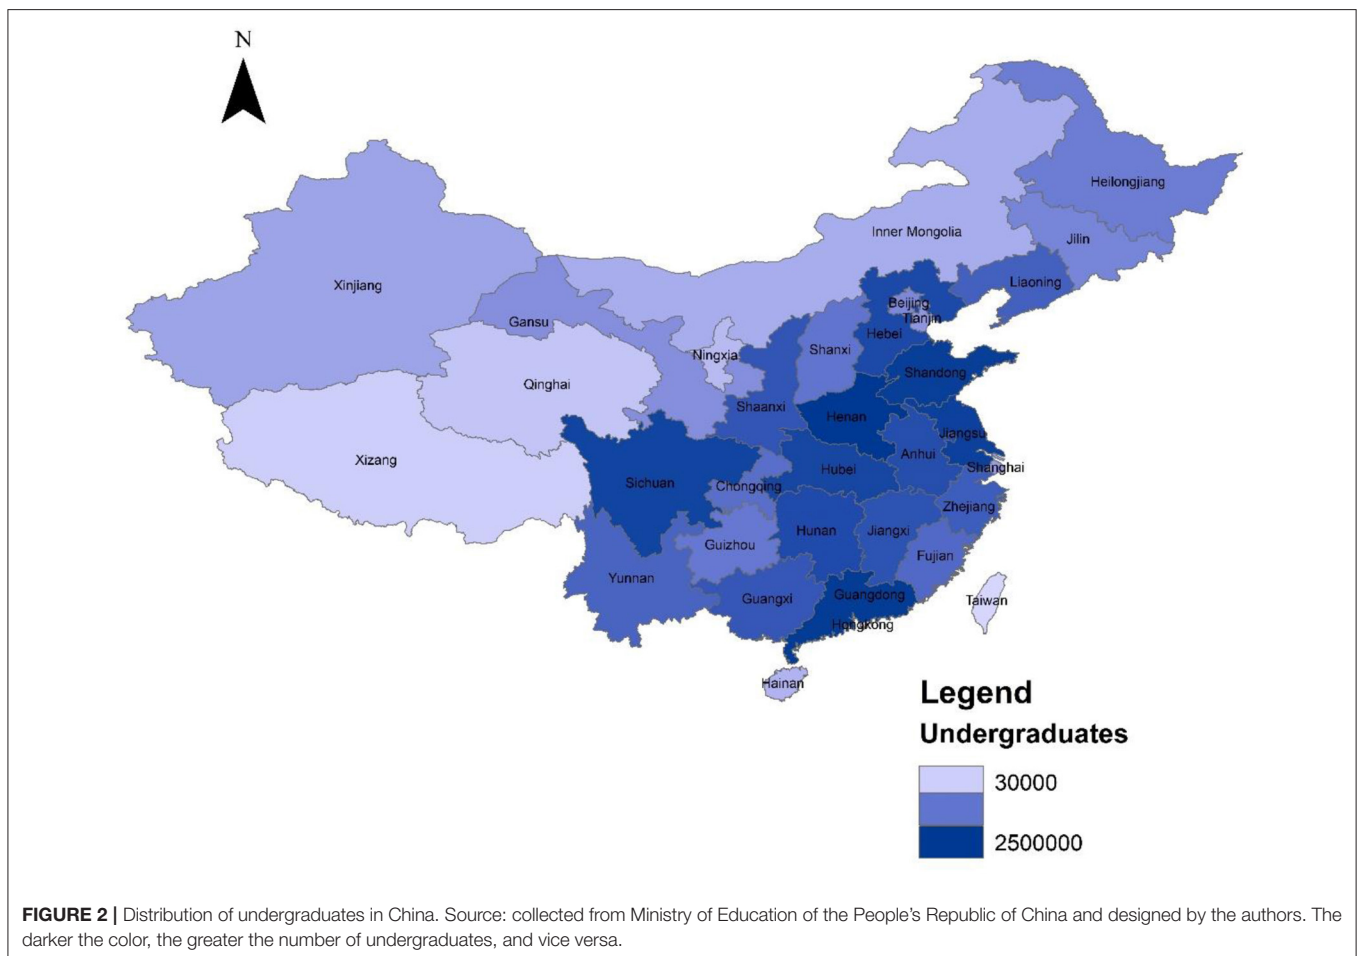 N
Heilongjiang
Jilin
Inner Mongolia
Liaoning
Xinjiang
Beijing
Tianjin
Gansu
Hebei
Shanxi
Ningxia
Shandong
Qinghai
Shaanxi
Henan
Jiangsu
Anhui
Xizang
Shanghai
Hubei
Sichuan
Chongqing
Zhejiang
Hunan
Jiangxi
Guizhou
Fujian
Yunnan
Guangxi
Guangdong
Taiwan
Hongkong
Hainan
Legend
Undergraduates
30000
2500000
FIGURE 2 | Distribution of undergraduates in China. Source: collected from Ministry of Education of the People’s Republic of China and designed by the authors. The
darker the color, the greater the number of undergraduates, and vice versa.